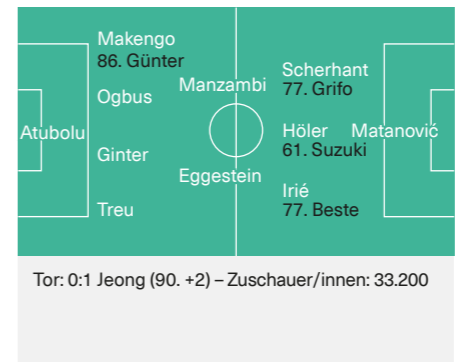 Makengo
86. Günter
Ogbus
Atubolu
Ginter
Treu
Manzambi
Eggestein
Scherhant
77. Grifo
Höler
61. Suzuki
Irié
77. Beste
Matanović
Tor: 0:1 Jeong (90. +2) – Zuschauer/innen: 33.200